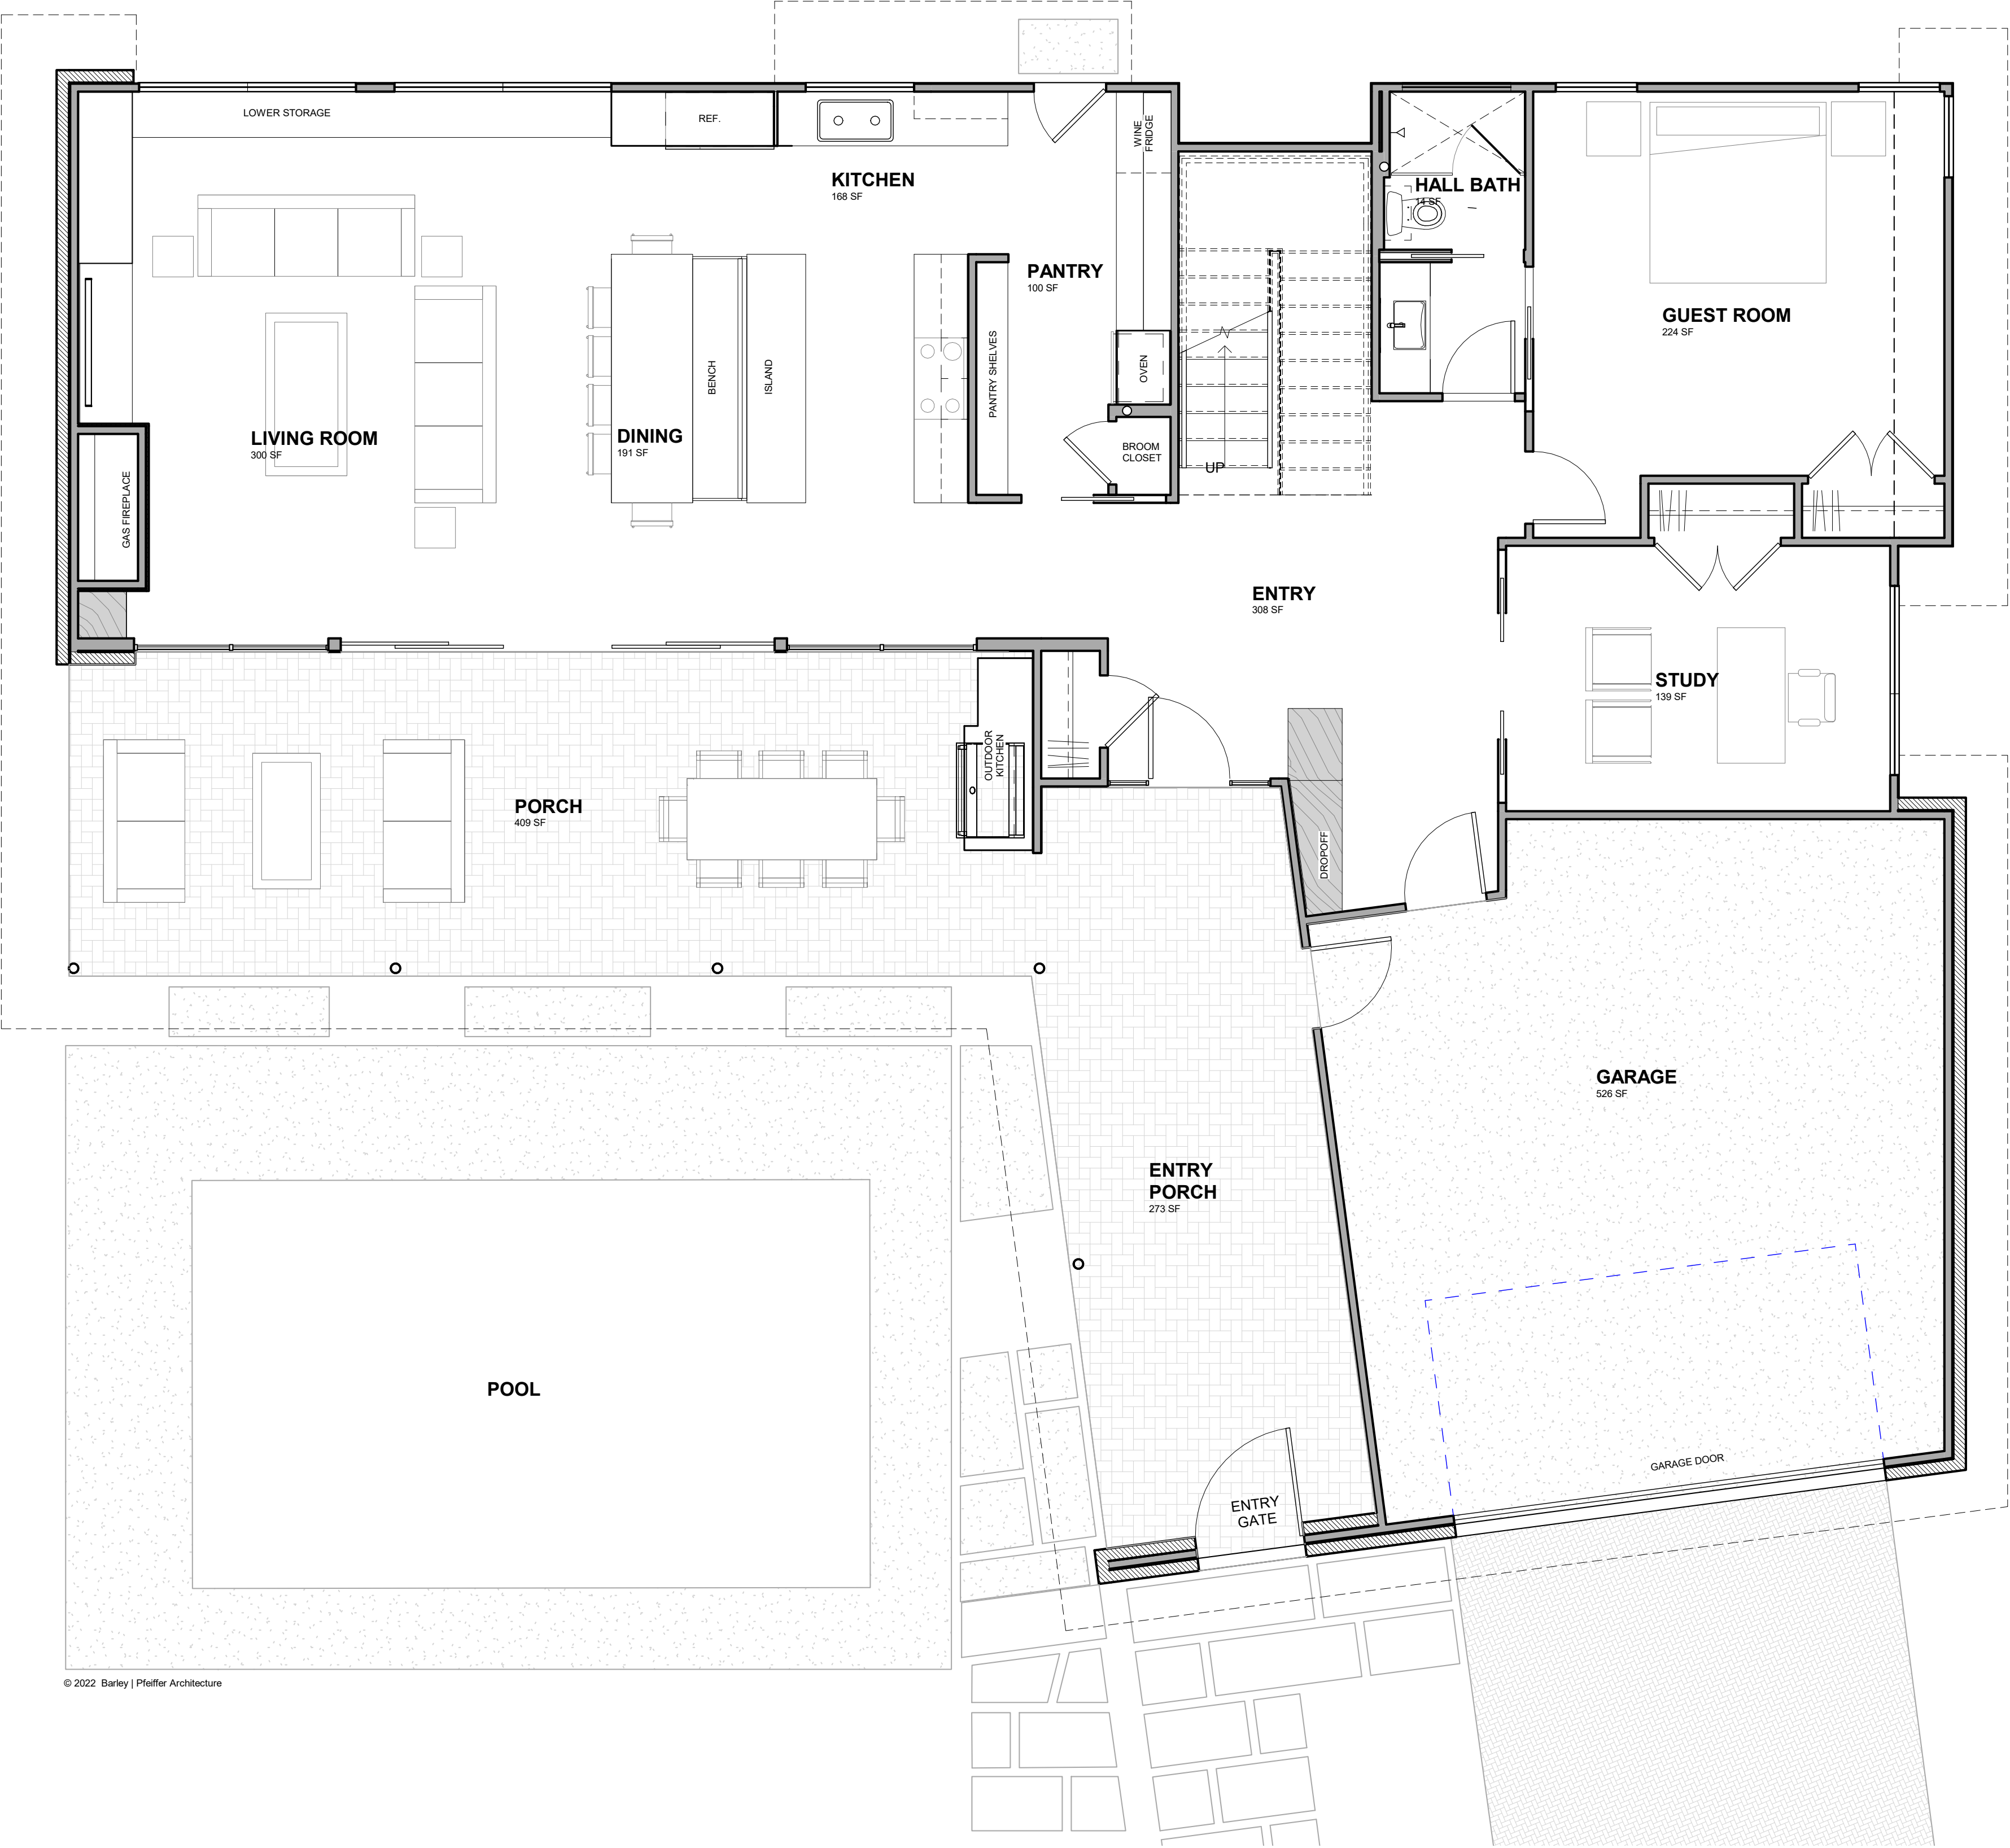 LOWER STORAGE
REF.
WINE
FRIDGE
KITCHEN
168 SF
HALL BATH
14 SF
PANTRY
100 SF
GUEST ROOM
224 SF
PANTRY SHELVES
OVEN
BENCH
ISLAND
LIVING ROOM
300 SF
DINING
191 SF
BROOM
CLOSET
UP
GAS FIREPLACE
ENTRY
308 SF
STUDY
139 SF
OUTDOOR
KITCHEN
PORCH
409 SF
DROPOFF
GARAGE
526 SF
ENTRY
PORCH
273 SF
POOL
GARAGE DOOR
ENTRY
GATE
© 2022 Barley | Pfeiffer Architecture